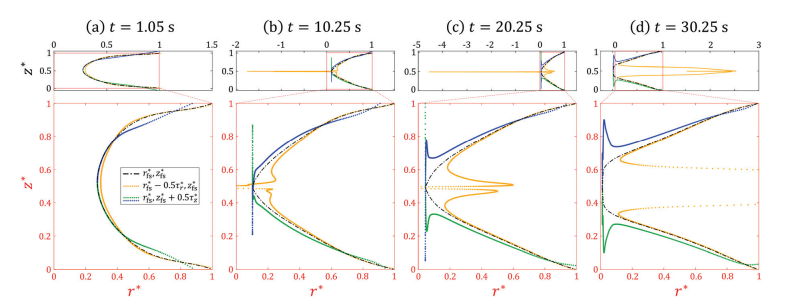 (a) t = 1.05 s
(b) t = 10.25 s
(c) t = 20.25 s
(d) t = 30.25 s
0 0.5 1 1.5
-2 -1 0 1
-5 -4 -3 -2 -1 0 1
0 1 2 3
z*
1
0.5
0
z*
1
0.8
0.6
0.4
0.2
0
r*fs, z*fs
r*fs − 0.5τ*r, z*fs
r*fs, z*fs + 0.5τ*z
0 0.2 0.4 0.6 0.8 1
0 0.2 0.4 0.6 0.8 1
0 0.2 0.4 0.6 0.8 1
0 0.2 0.4 0.6 0.8 1
r*
r*
r*
r*